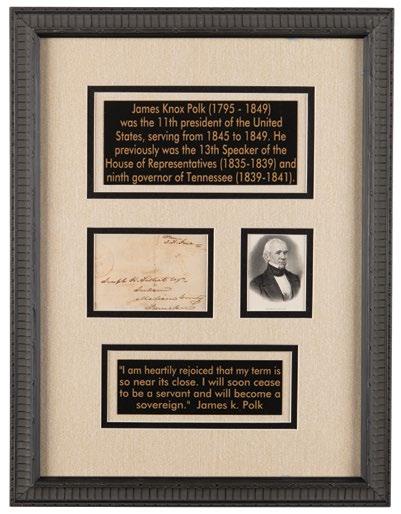 James Knox Polk (1795 - 1849)
was the 11th president of the United
States, serving from 1845 to 1849. He
previously was the 13th Speaker of the
House of Representatives (1835-1839) and
ninth governor of Tennessee (1839-1841).
Joseph H.
"I am heartily rejoiced that my term is
so near its close. I will soon cease
to be a servant and will become a
sovereign." James k. Polk